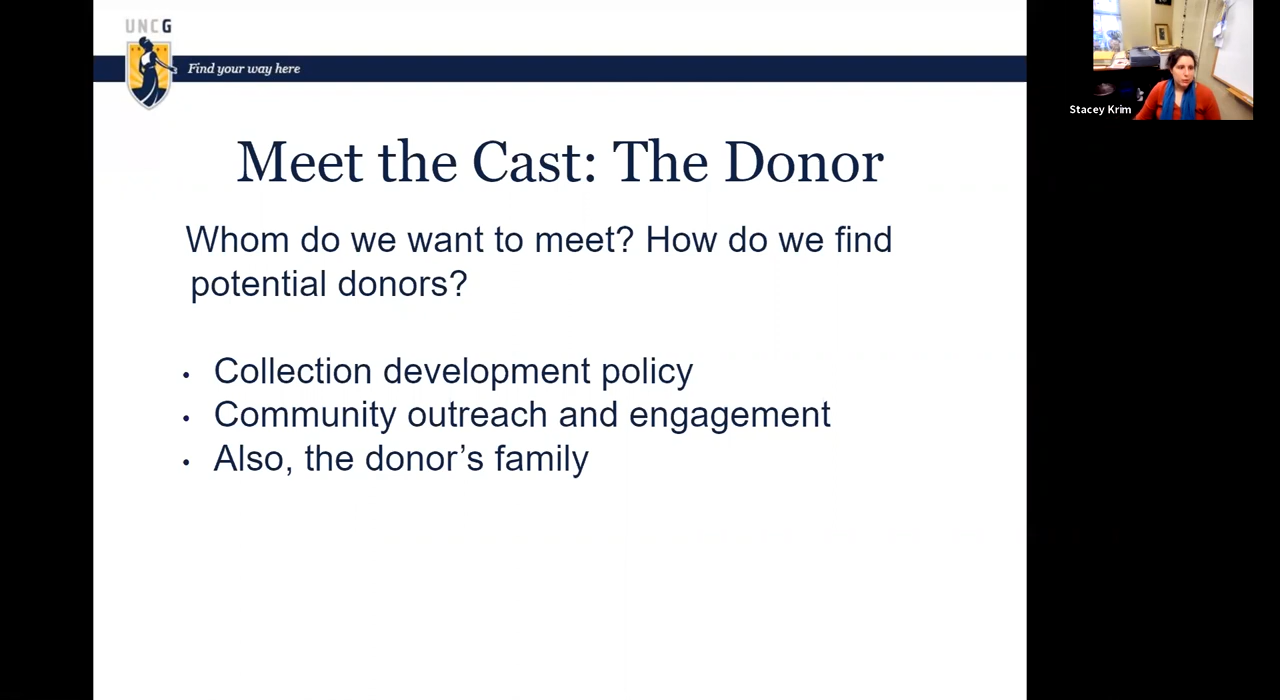 UNCG
Find your way here
Stacey Krim
Meet the Cast: The Donor
Whom do we want to meet? How do we find
potential donors?
• Collection development policy
• Community outreach and engagement
• Also, the donor’s family